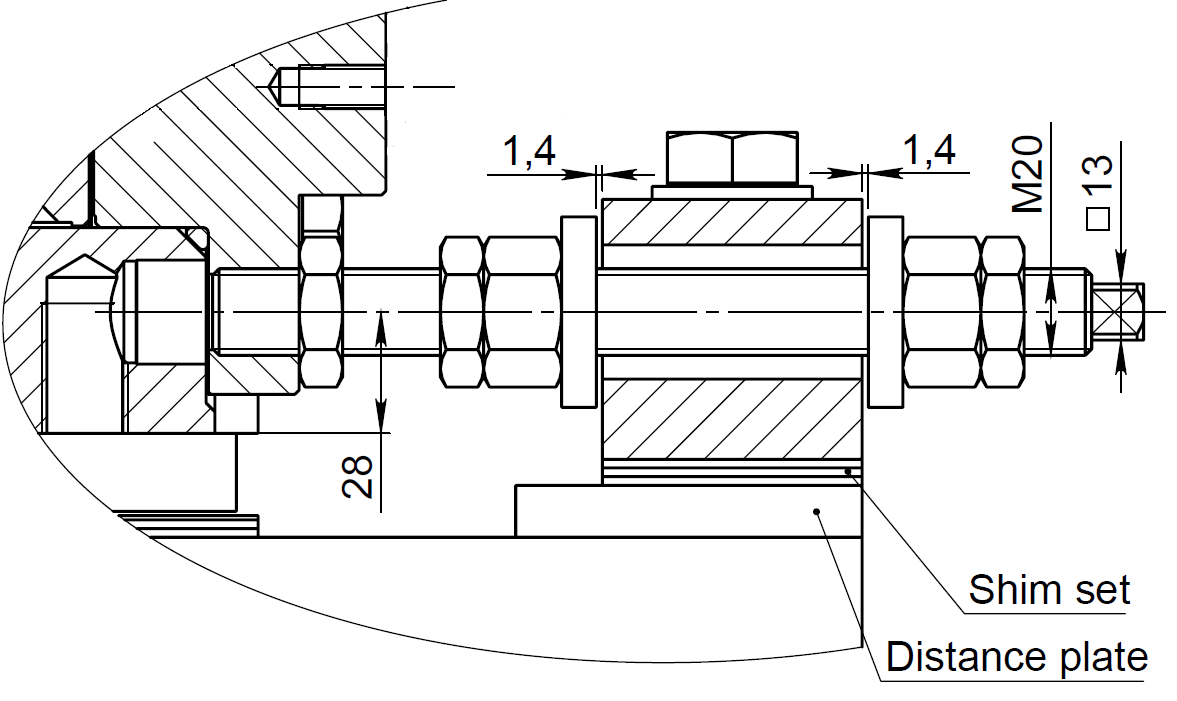 1,4
1,4
M20
□ 13
28
Shim set
Distance plate